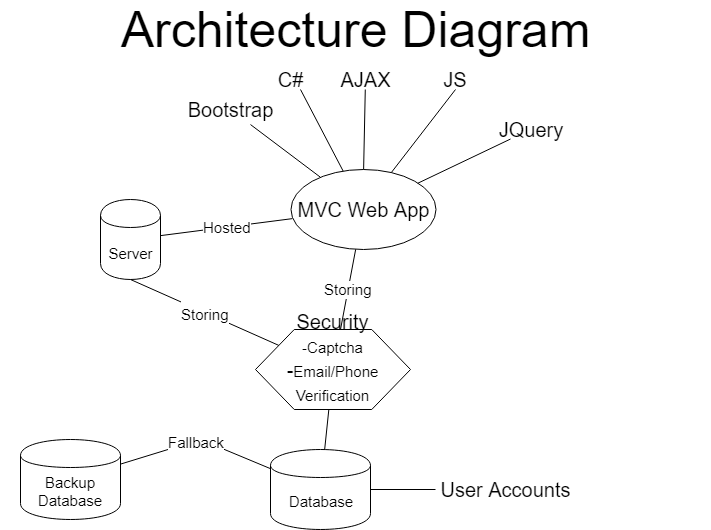 Architecture Diagram
C#
AJAX
JS
Bootstrap
JQuery
MVC Web App
Hosted
Server
Storing
Storing
Security
-Captcha
-Email/Phone
Verification
Fallback
Backup
Database
Database
User Accounts